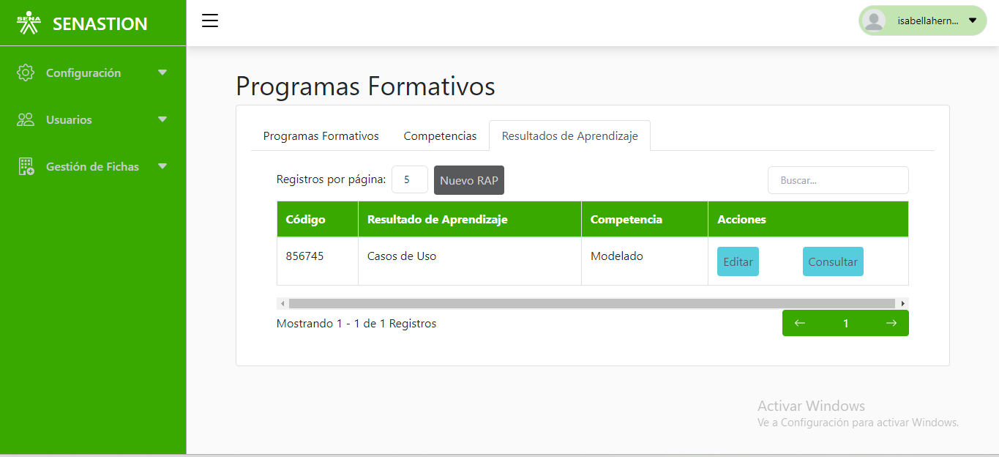 SENA
SENASTION
isabellahern...
Configuración
Usuarios
Gestión de Fichas
Programas Formativos
Programas Formativos Competencias Resultados de Aprendizaje
Registros por página: 5 Nuevo RAP Buscar...
Código Resultado de Aprendizaje Competencia Acciones
856745 Casos de Uso Modelado Editar Consultar
Mostrando 1 - 1 de 1 Registros 1
Activar Windows
Ve a Configuración para activar Windows.